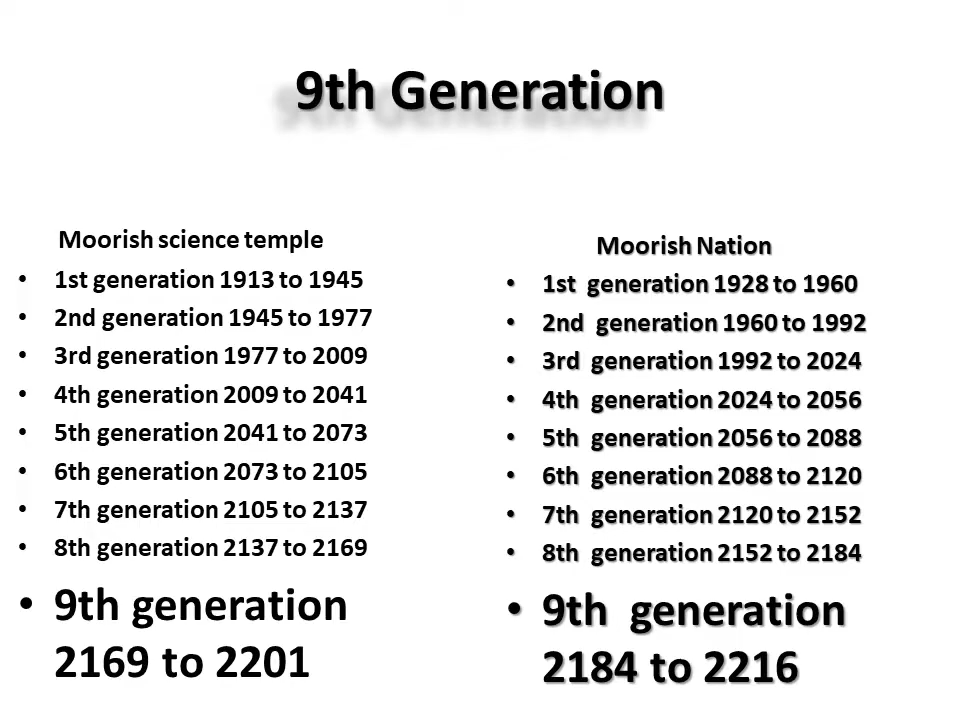 9th Generation
Moorish science temple
• 1st generation 1913 to 1945
• 2nd generation 1945 to 1977
• 3rd generation 1977 to 2009
• 4th generation 2009 to 2041
• 5th generation 2041 to 2073
• 6th generation 2073 to 2105
• 7th generation 2105 to 2137
• 8th generation 2137 to 2169
• 9th generation
2169 to 2201
Moorish Nation
• 1st generation 1928 to 1960
• 2nd generation 1960 to 1992
• 3rd generation 1992 to 2024
• 4th generation 2024 to 2056
• 5th generation 2056 to 2088
• 6th generation 2088 to 2120
• 7th generation 2120 to 2152
• 8th generation 2152 to 2184
• 9th generation
2184 to 2216